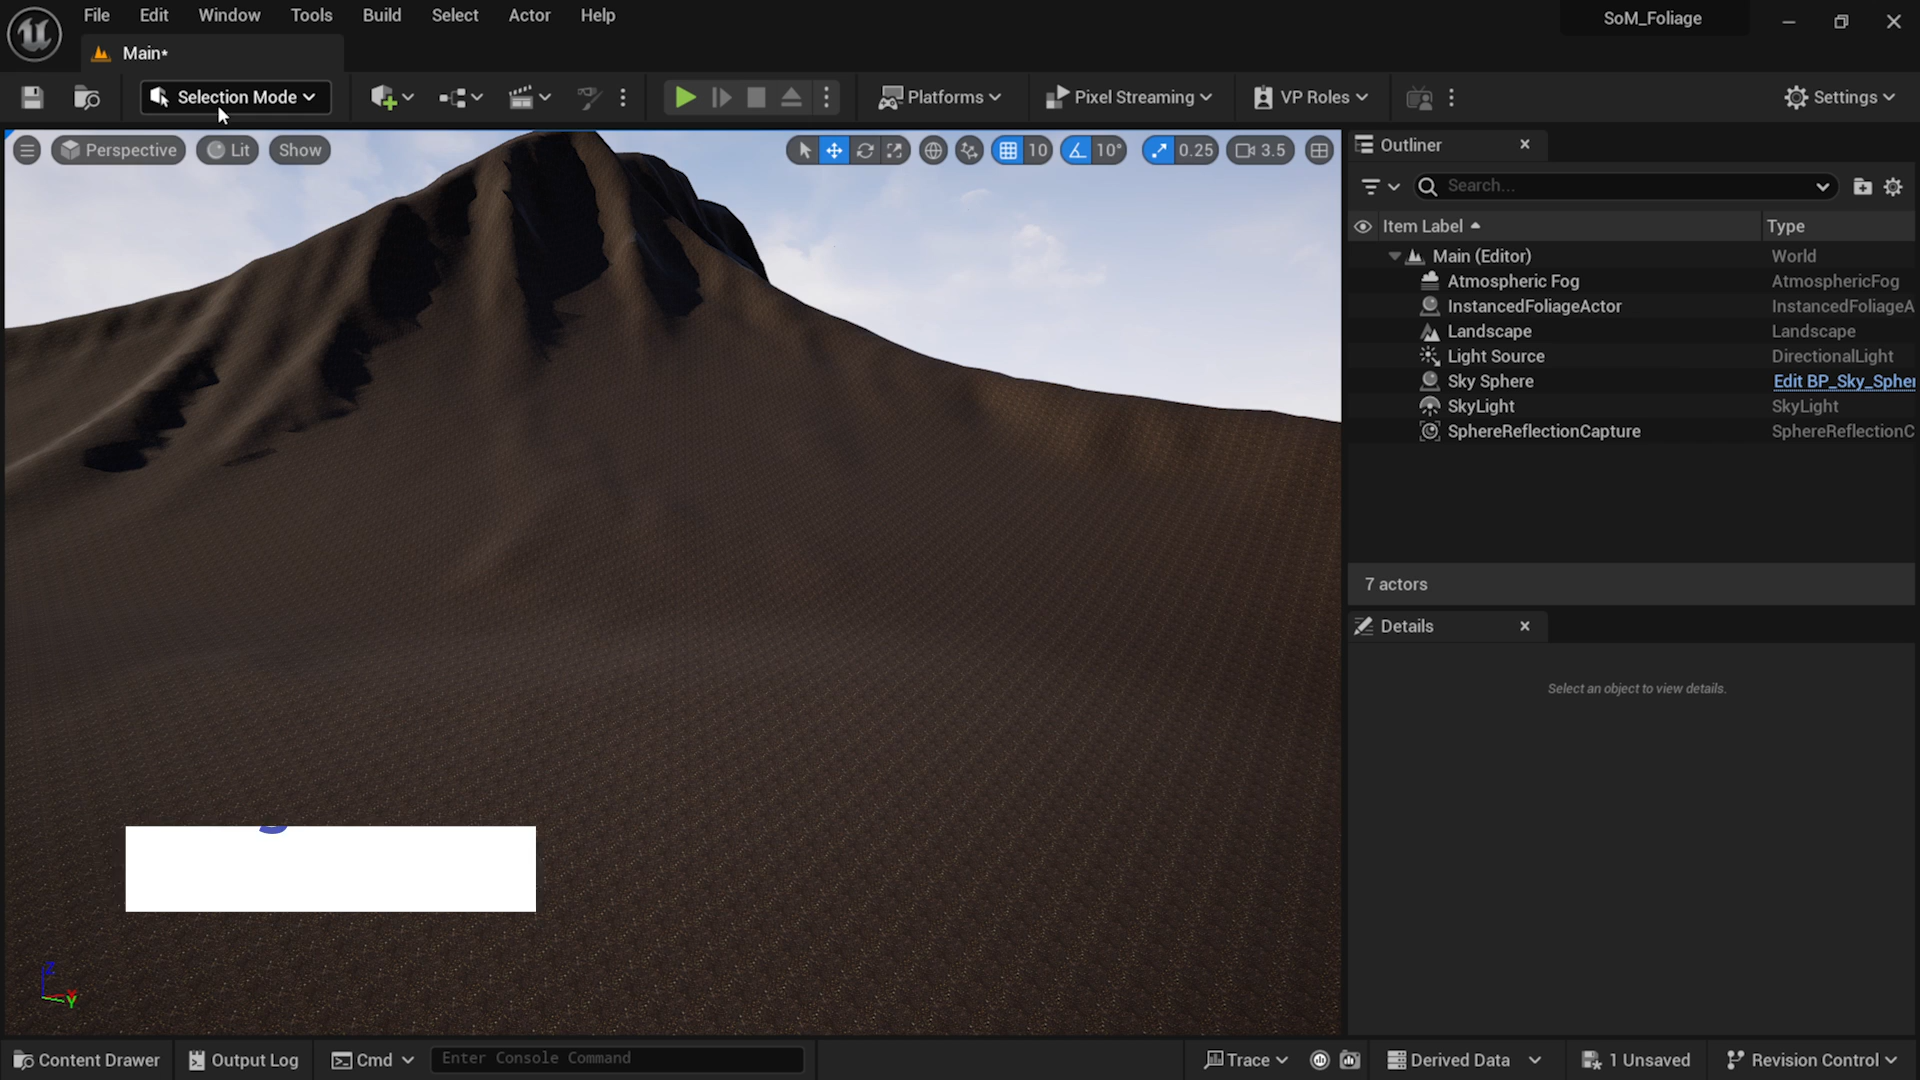 File Edit Window Tools Build Select Actor Help
SoM_Foliage
Main*
Selection Mode
Platforms
Pixel Streaming
VP Roles
Settings
Perspective
Lit
Show
10
10°
0.25
3.5
Outliner
Search...
Item Label
Type
Main (Editor) World
Atmospheric Fog AtmosphericFog
InstancedFoliageActor InstancedFoliageA
Landscape Landscape
Light Source DirectionalLight
Sky Sphere Edit BP_Sky_Spher
SkyLight SkyLight
SphereReflectionCapture SphereReflectionC
7 actors
Details
Select an object to view details.
Z
Y
Content Drawer
Output Log
Cmd
Enter Console Command
Trace
Derived Data
1 Unsaved
Revision Control